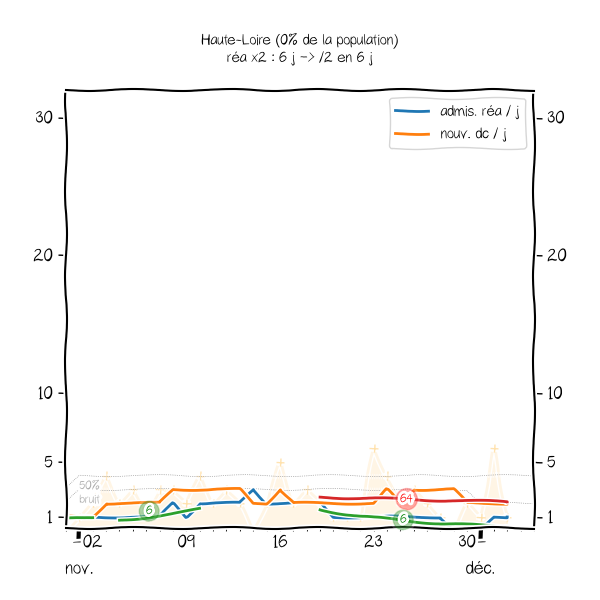 Haute-Loire (0% de la population)
réa x2 : 6 j -> /2 en 6 j
admis. réa / j
nouv. dc / j
30 30
20 20
10 10
5 5
50%
bruit
6 64 6
1 1
02 09 16 23 30
nov. déc.